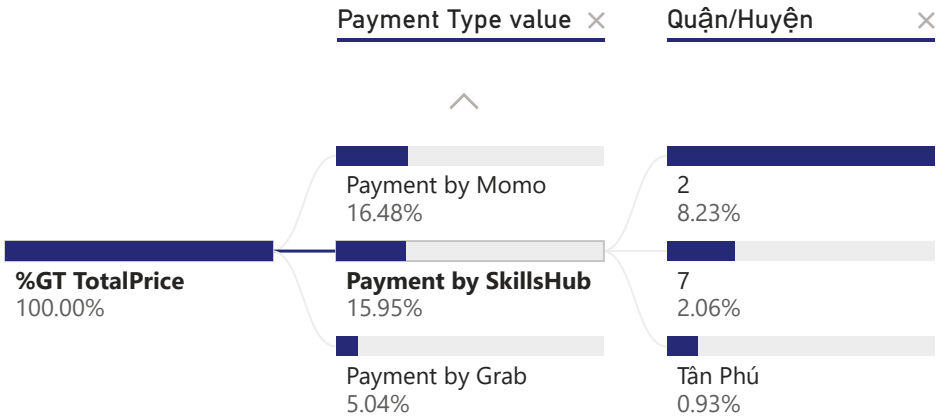 Payment Type value
Quận/Huyện
Payment by Momo
16.48%
2
8.23%
%GT TotalPrice
100.00%
Payment by SkillsHub
15.95%
7
2.06%
Payment by Grab
5.04%
Tân Phú
0.93%